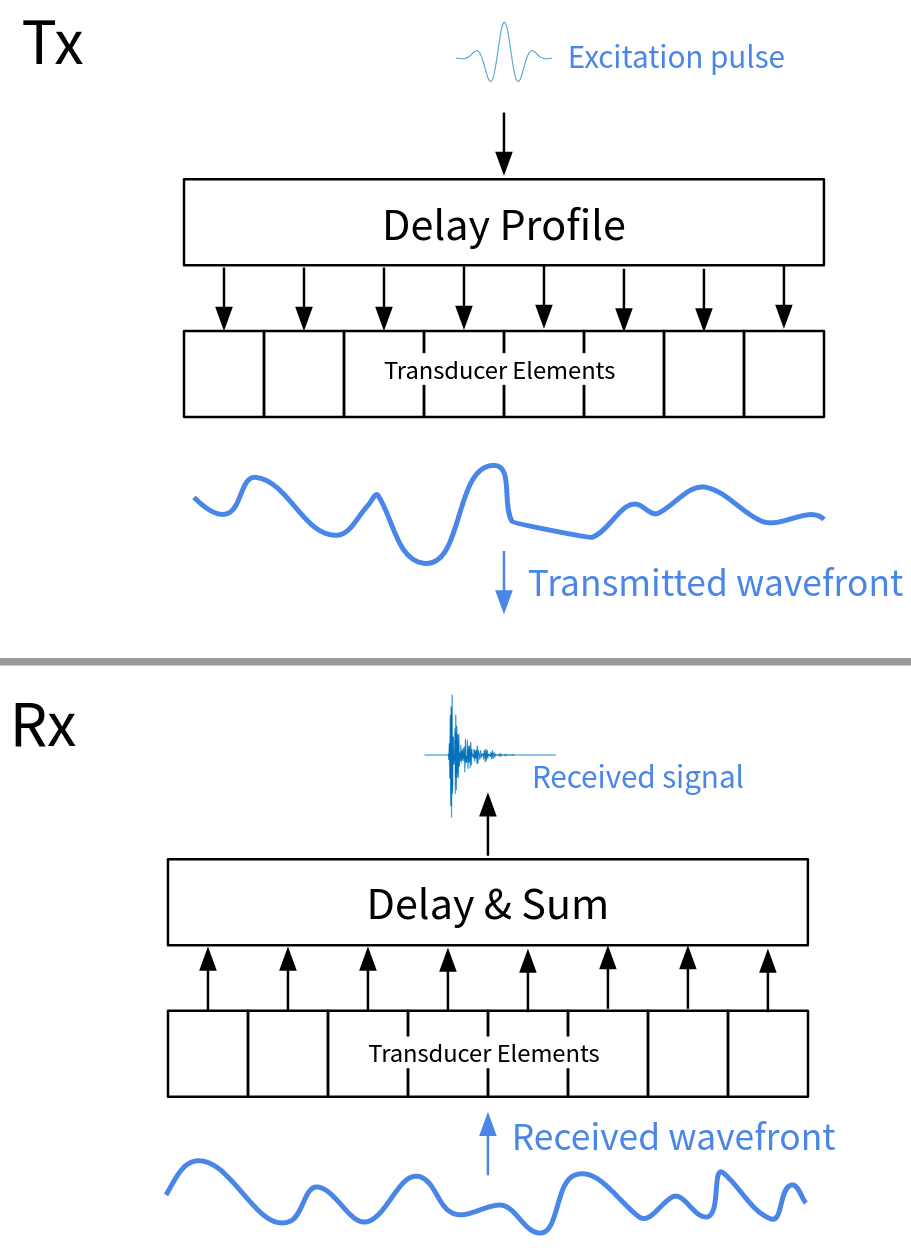 Tx
Excitation pulse
Delay Profile
Transducer Elements
Transmitted wavefront
Rx
Received signal
Delay & Sum
Transducer Elements
Received wavefront